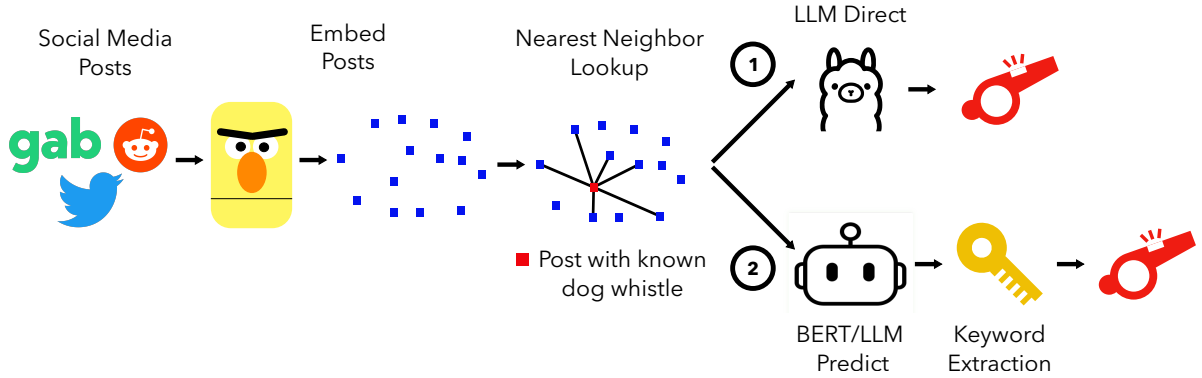 Social Media
Posts
gab
Embed
Posts
Nearest Neighbor
Lookup
Post with known
dog whistle
1
LLM Direct
2
BERT/LLM
Predict
Keyword
Extraction